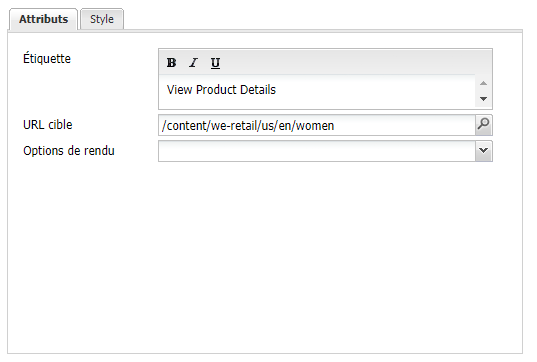 Attributs Style
Étiquette
B I U
View Product Details
URL cible /content/we-retail/us/en/women
Options de rendu